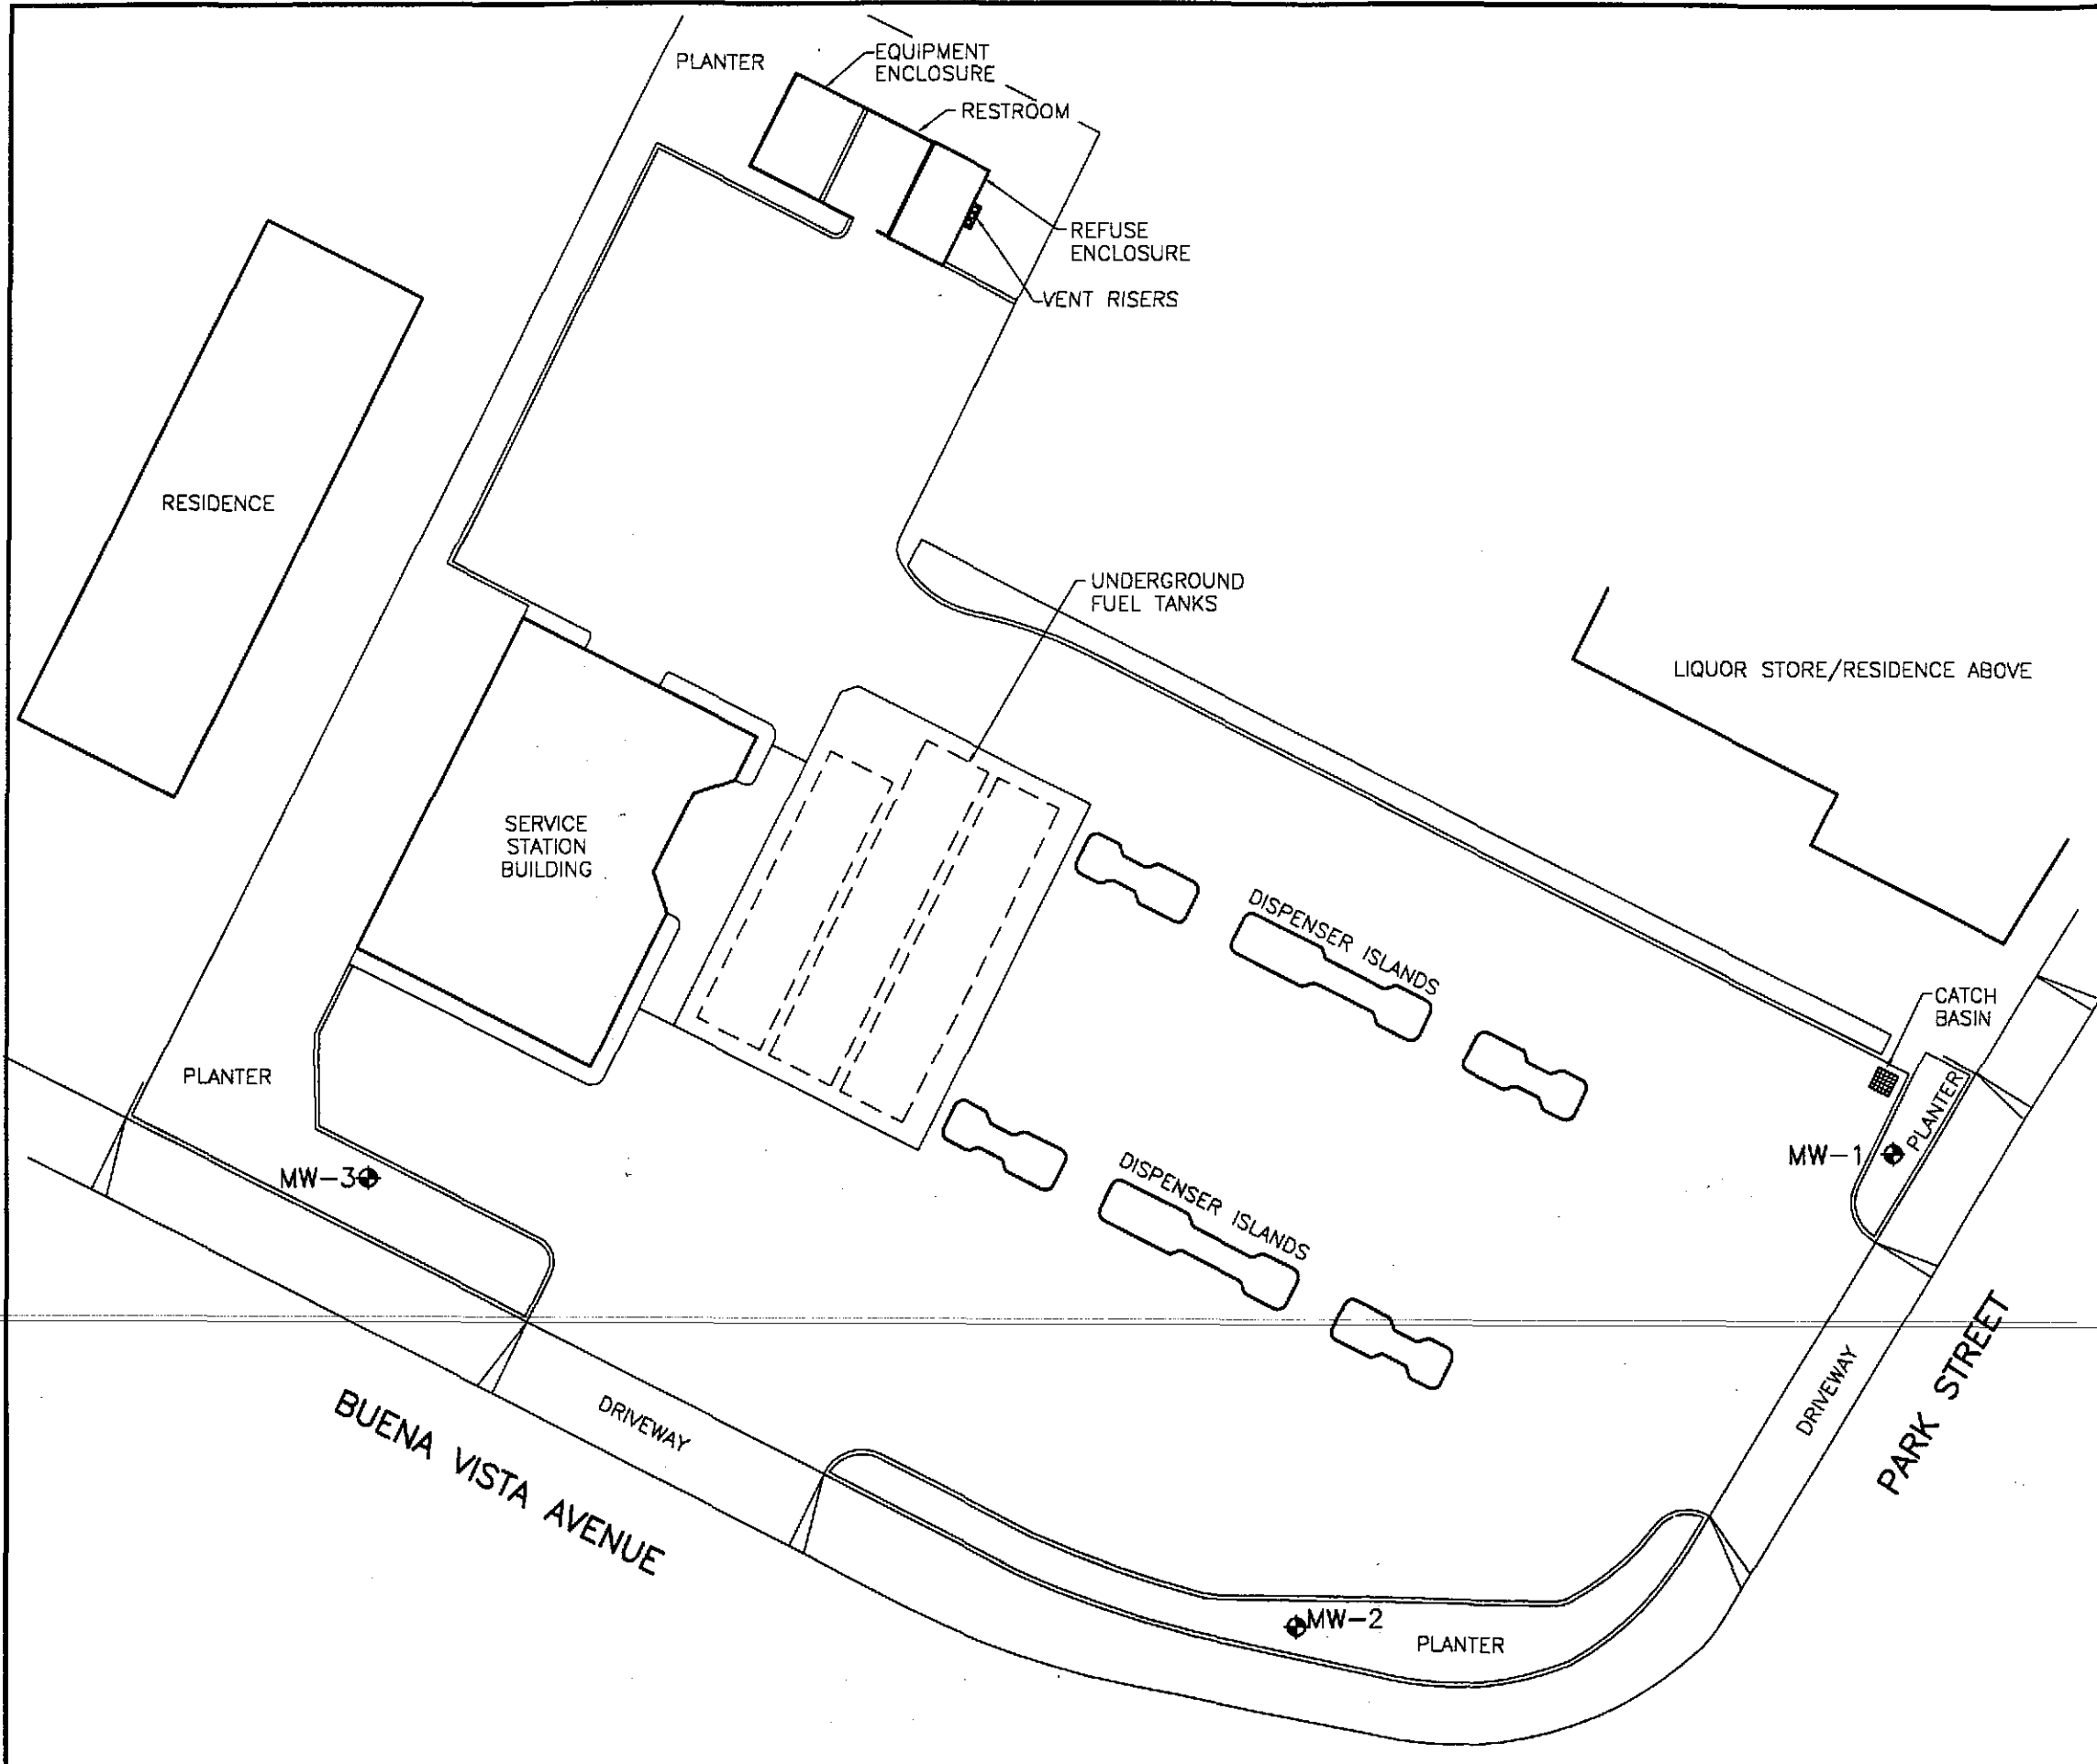 PLANTER
EQUIPMENT
ENCLOSURE
RESTROOM
REFUSE
ENCLOSURE
VENT RISERS
RESIDENCE
UNDERGROUND
FUEL TANKS
LIQUOR STORE/RESIDENCE ABOVE
SERVICE
STATION
BUILDING
DISPENSER ISLANDS
CATCH
BASIN
PLANTER
PLANTER
MW-1
MW-3
DISPENSER ISLANDS
BUENA VISTA AVENUE
DRIVEWAY
DRIVEWAY
PARK STREET
MW-2
PLANTER